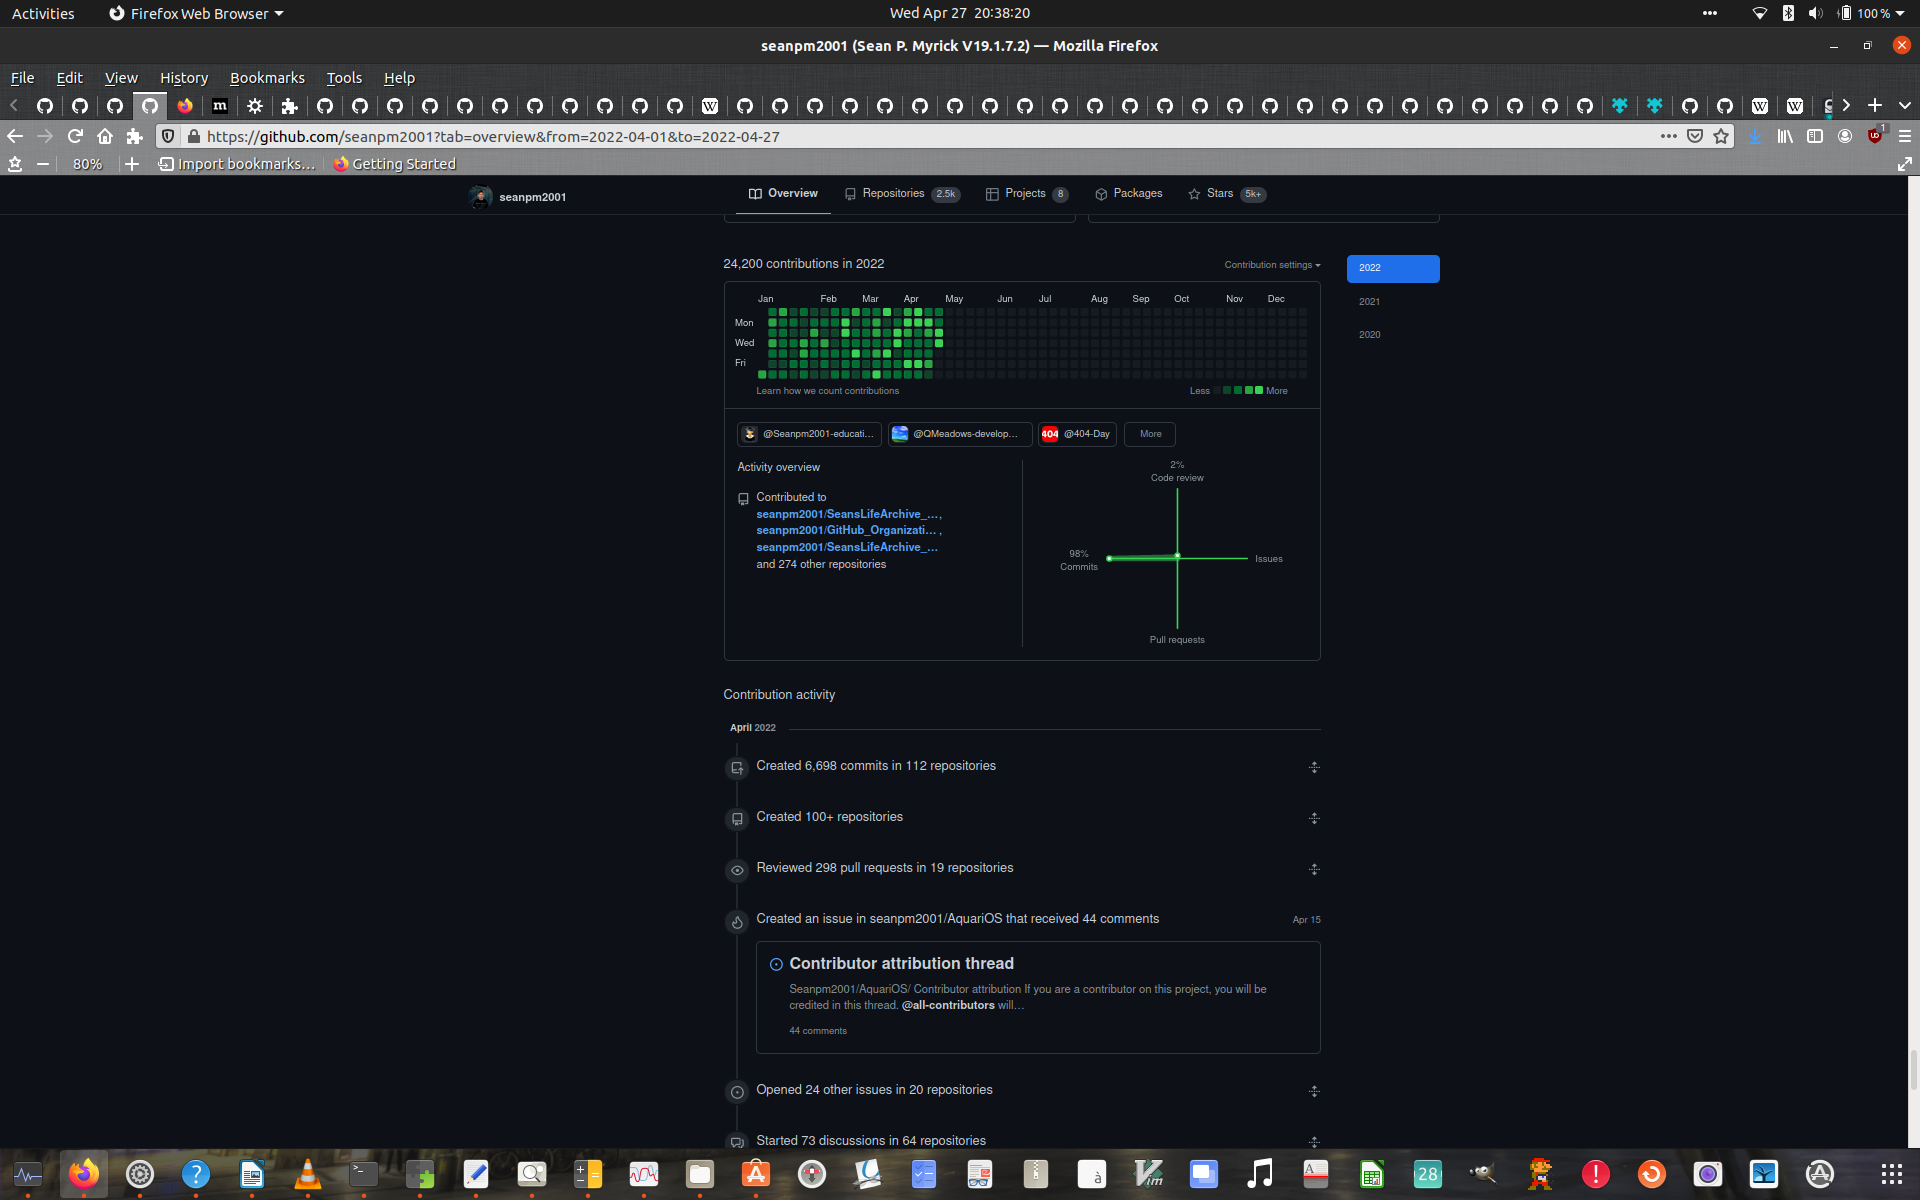 Activities
Firefox Web Browser
Wed Apr 27 20:38:20
100 %
seanpm2001 (Sean P. Myrick V19.1.7.2) — Mozilla Firefox
File Edit View History Bookmarks Tools Help
https://github.com/seanpm2001?tab=overview&from=2022-04-01&to=2022-04-27
1
80%
Import bookmarks...
Getting Started
seanpm2001
Overview
Repositories 2.5k
Projects 8
Packages
Stars 5k+
24,200 contributions in 2022
Contribution settings
2022
2021
2020
Jan Feb Mar Apr May Jun Jul Aug Sep Oct Nov Dec
Mon
Wed
Fri
Learn how we count contributions
Less
More
@Seanpm2001-educati...
@QMeadows-develop...
404 @404-Day
More
Activity overview
Contributed to
seanpm2001/SeansLifeArchive_...,
seanpm2001/GitHub_Organizati... ,
seanpm2001/SeansLifeArchive_...
and 274 other repositories
2%
Code review
98%
Commits
Issues
Pull requests
Contribution activity
April 2022
Created 6,698 commits in 112 repositories
Created 100+ repositories
Reviewed 298 pull requests in 19 repositories
Created an issue in seanpm2001/AquariOS that received 44 comments
Apr 15
Contributor attribution thread
Seanpm2001/AquariOS/ Contributor attribution If you are a contributor on this project, you will be
credited in this thread. @all-contributors will...
44 comments
Opened 24 other issues in 20 repositories
Started 73 discussions in 64 repositories
28